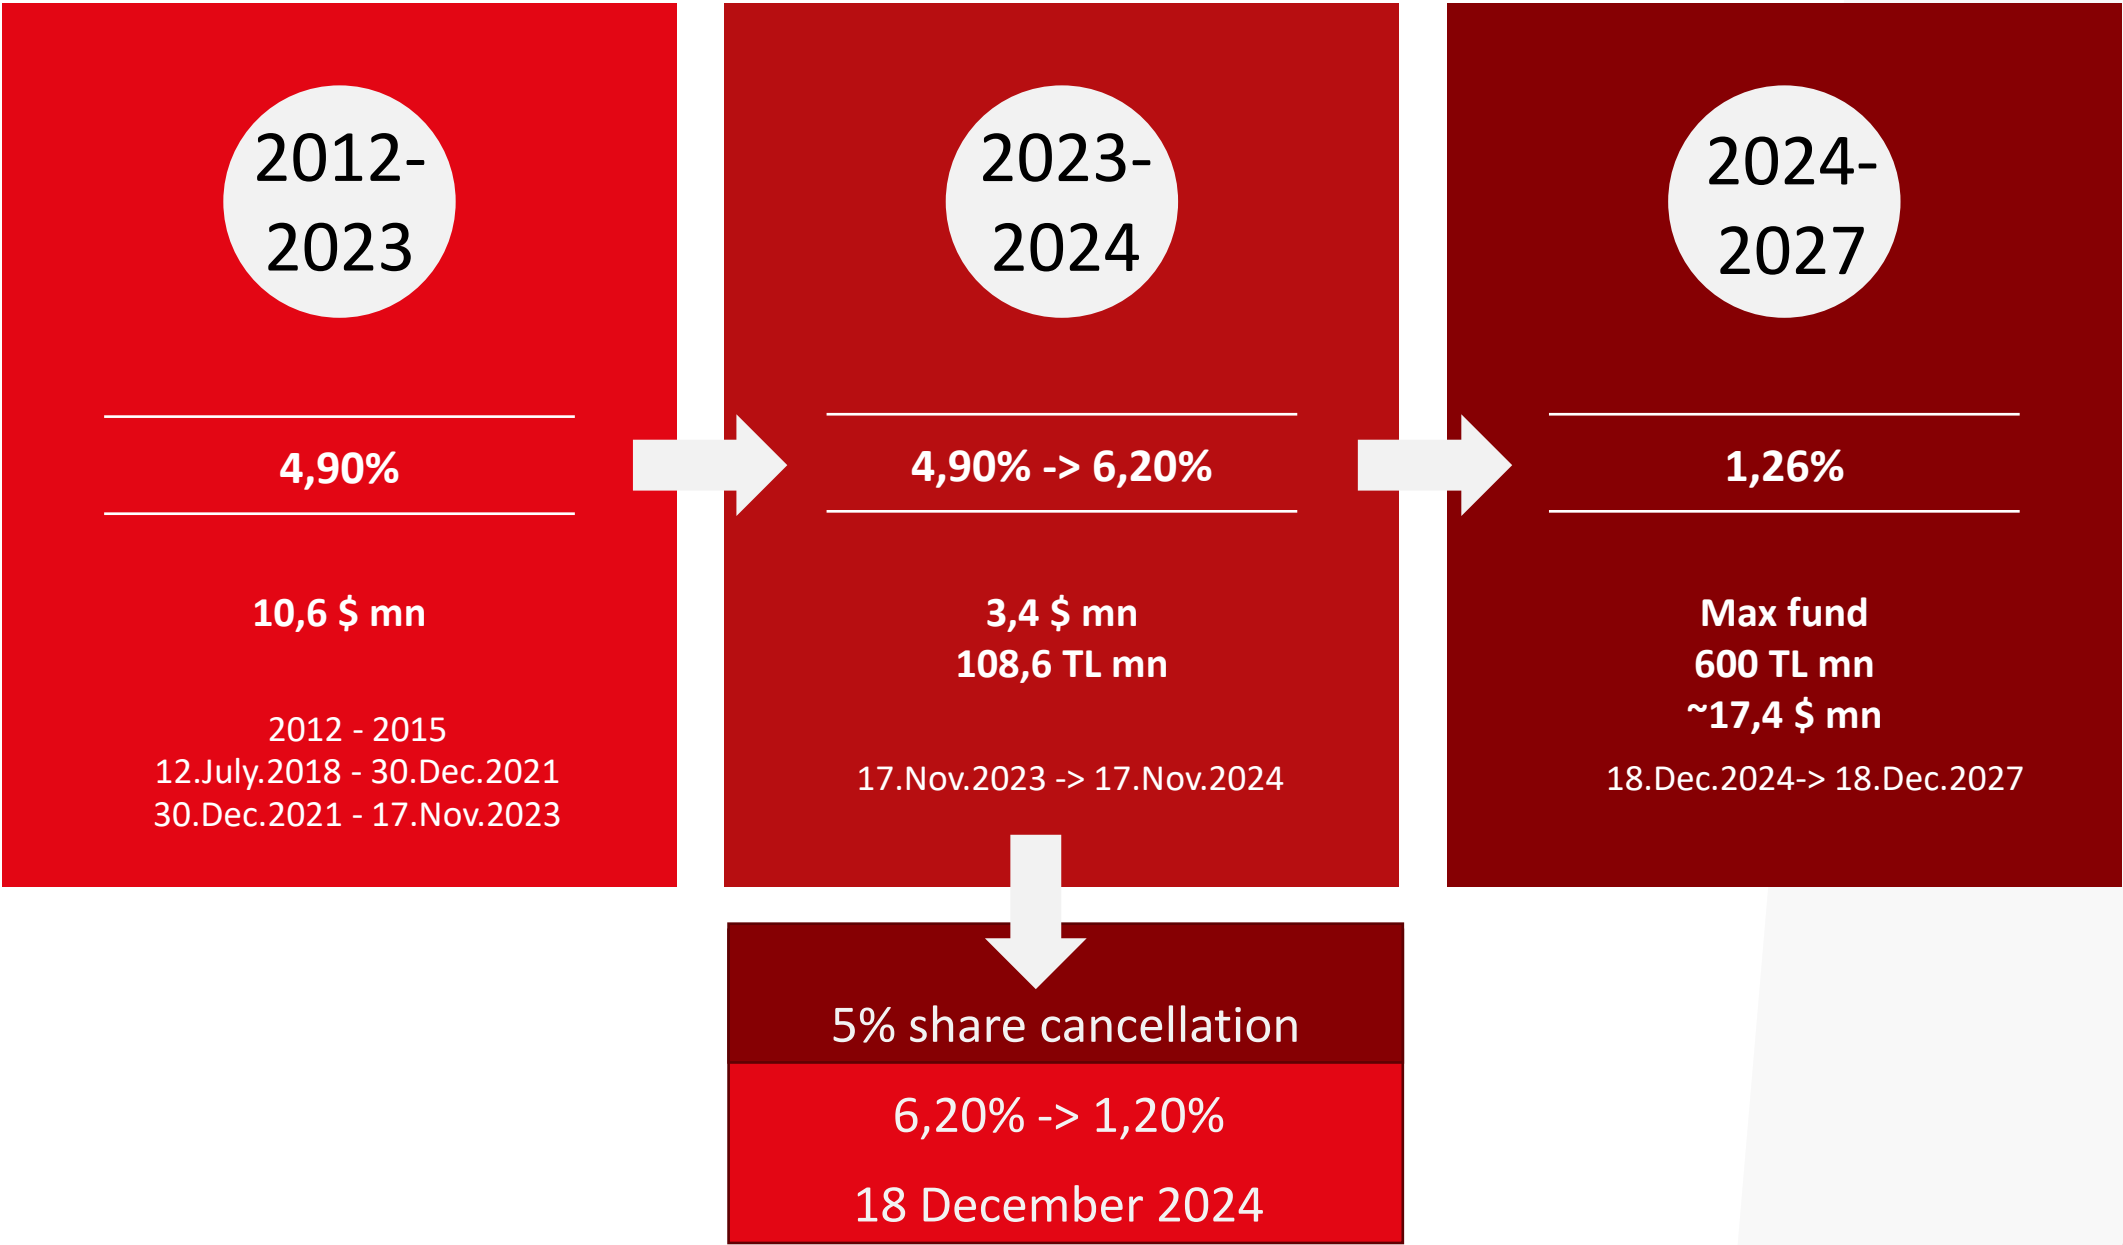 2012-
2023
4,90%
10,6 $ mn
2012 - 2015
12.July.2018 - 30.Dec.2021
30.Dec.2021 - 17.Nov.2023
2023-
2024
4,90% -> 6,20%
3,4 $ mn
108,6 TL mn
17.Nov.2023 -> 17.Nov.2024
5% share cancellation
6,20% -> 1,20%
18 December 2024
2024-
2027
1,26%
Max fund
600 TL mn
~17,4 $ mn
18.Dec.2024-> 18.Dec.2027